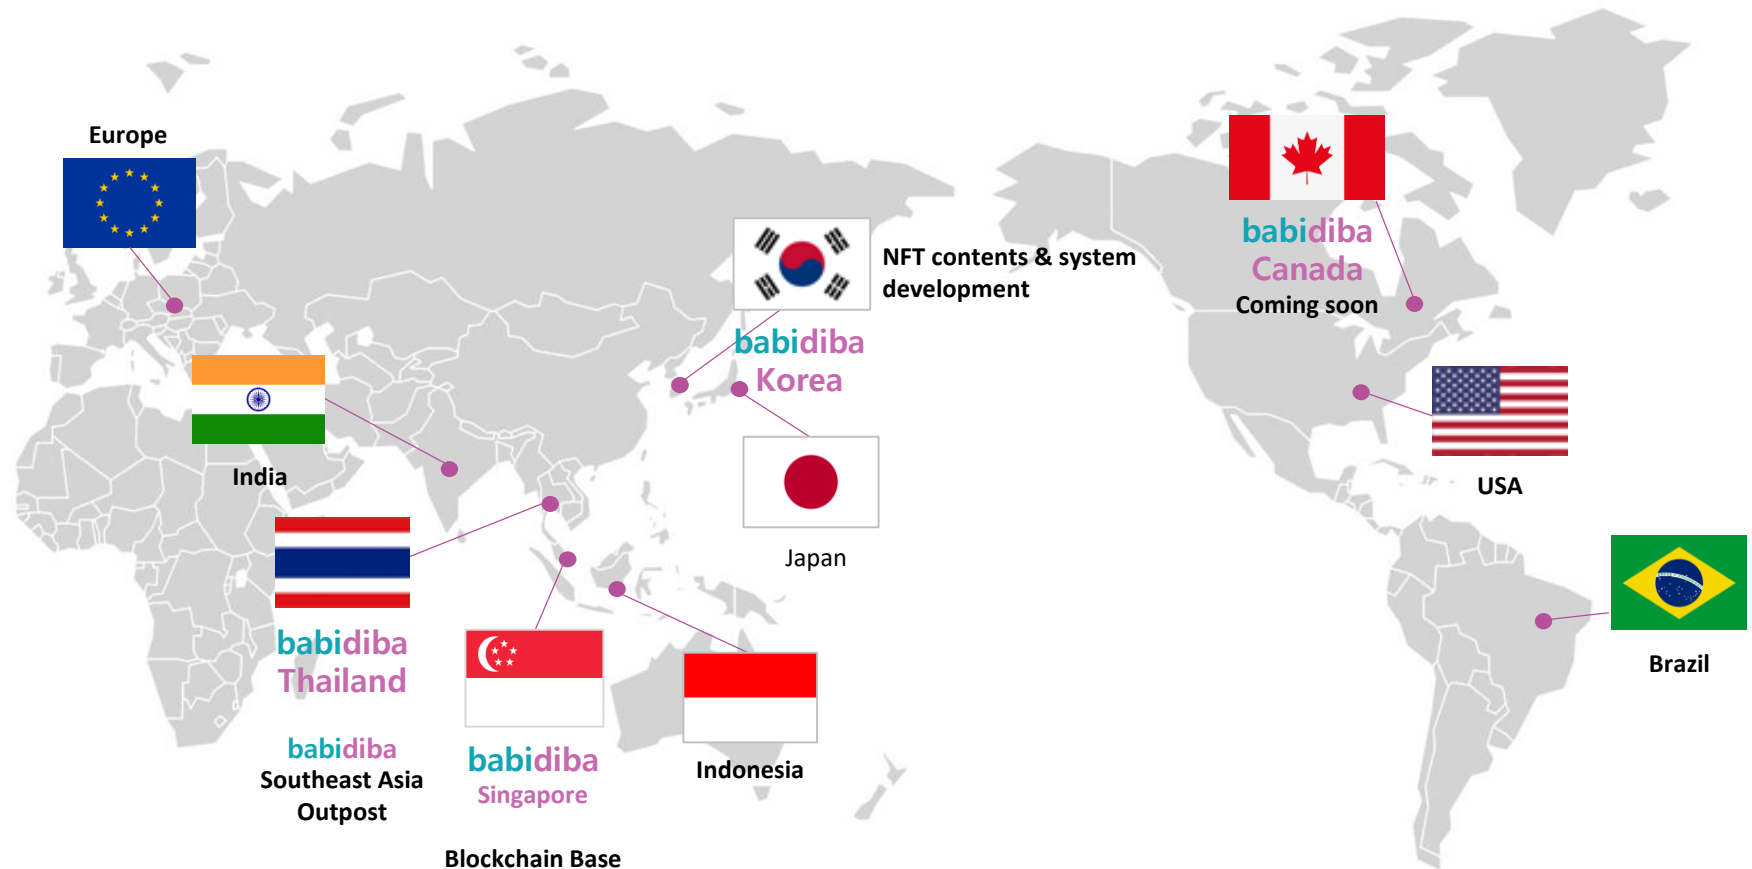 Europe
NFT contents & system
development
babidiba
Korea
babidiba
Canada
Coming soon
India
Japan
USA
babidiba
Thailand
babidiba
Southeast Asia
Outpost
babidiba
Singapore
Blockchain Base
Indonesia
Brazil